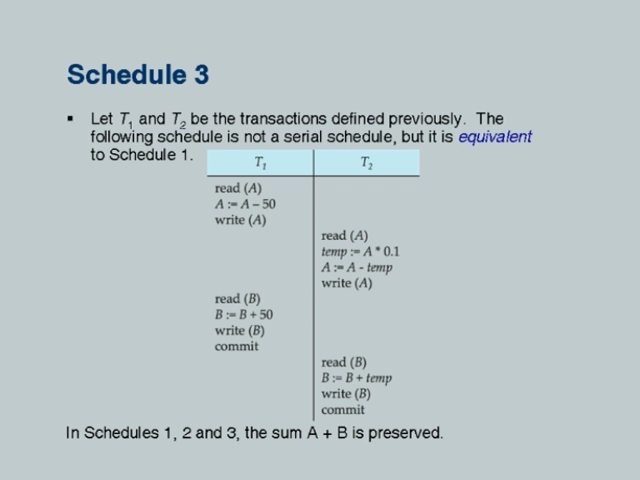 Schedule 3
▪ Let T1 and T2 be the transactions defined previously. The
following schedule is not a serial schedule, but it is equivalent
to Schedule 1.
T1 T2
read (A)
A := A – 50
write (A)
read (A)
temp := A * 0.1
A := A - temp
write (A)
read (B)
B := B + 50
write (B)
commit
read (B)
B := B + temp
write (B)
commit
In Schedules 1, 2 and 3, the sum A + B is preserved.